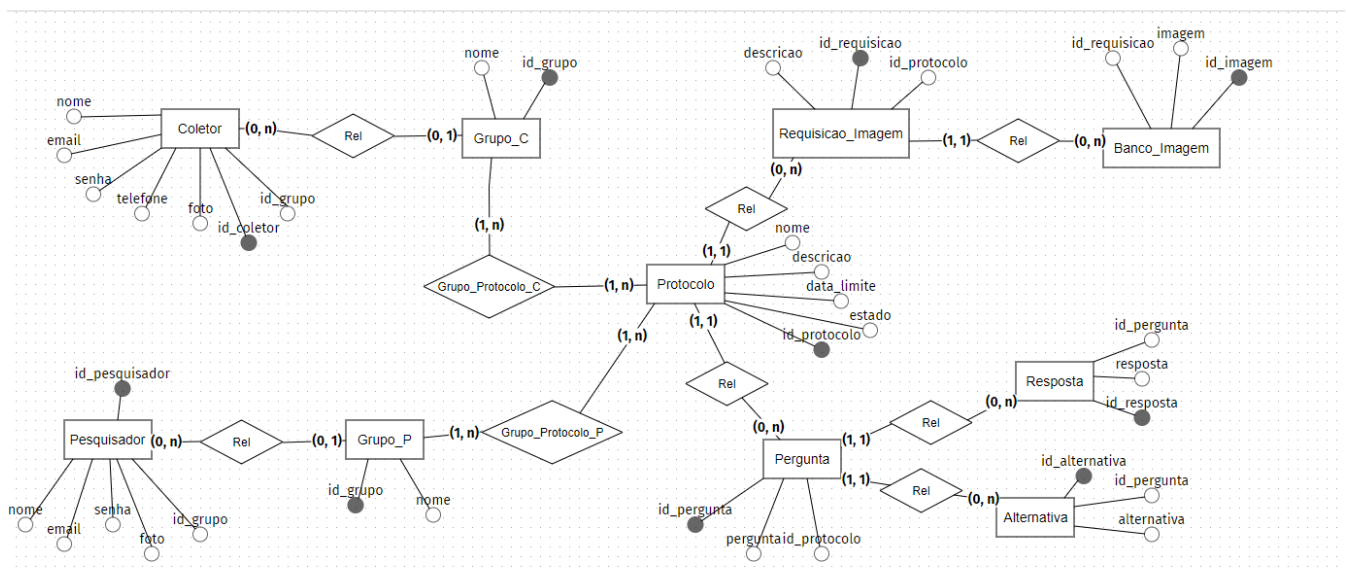 nome
email
senha
telefone
foto
id_coletor
id_grupo
Coletor
(0, n)
Rel
(0, 1)
nome
id_grupo
Grupo_C
(1, n)
Grupo_Protocolo_C
(1, n)
descricao
id_requisicao
id_protocolo
Requisicao_Imagem
(1, 1)
Rel
(0, n)
id_requisicao
imagem
id_imagem
Banco_Imagem
(0, n)
Rel
(1, 1)
Protocolo
nome
descricao
data_limite
estado
id_protocolo
(1, n)
(1, 1)
Rel
(0, n)
id_pesquisador
Pesquisador
(0, n)
Rel
(0, 1)
Grupo_P
(1, n)
Grupo_Protocolo_P
nome
email
senha
foto
id_grupo
id_grupo
nome
Pergunta
id_pergunta
pergunta
id_protocolo
(1, 1)
Rel
(0, n)
Resposta
id_pergunta
resposta
id_resposta
(1, 1)
Rel
(0, n)
Alternativa
id_alternativa
id_pergunta
alternativa